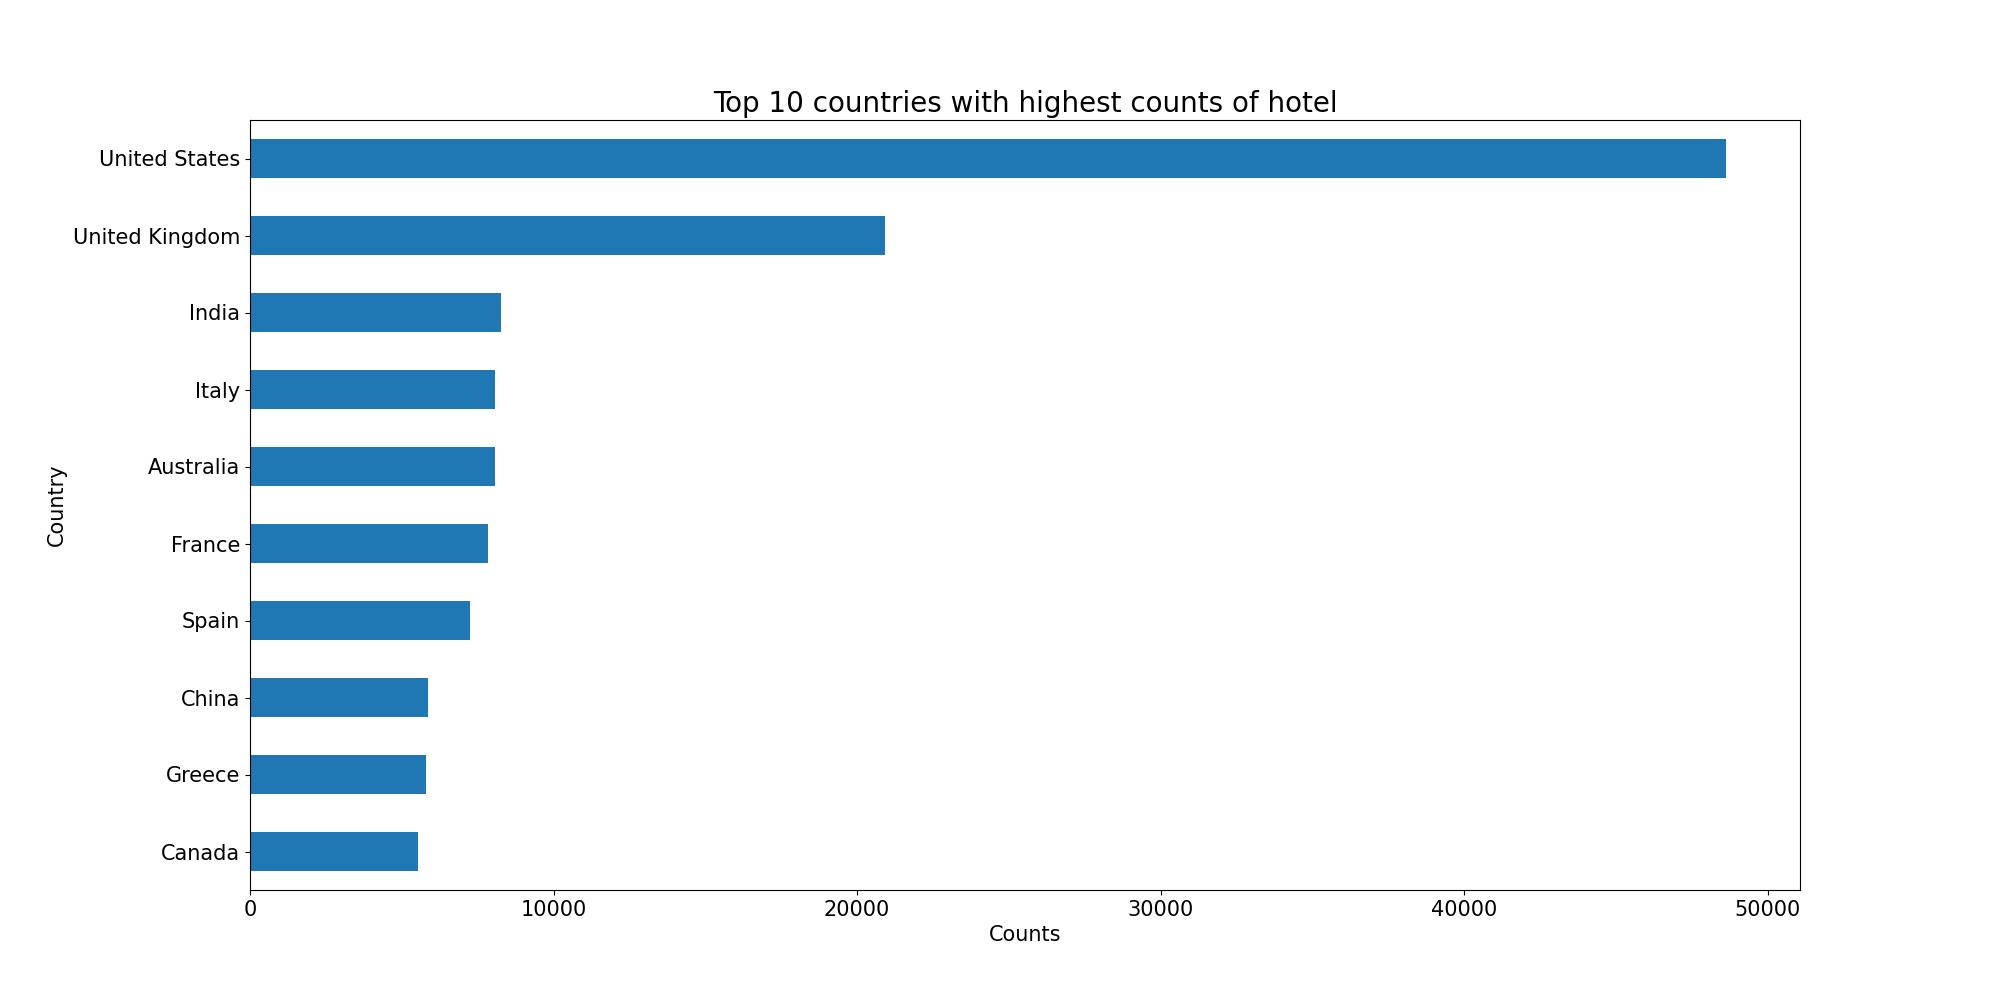 Top 10 countries with highest counts of hotel
United States
United Kingdom
India
Italy
Australia
France
Spain
China
Greece
Canada
Country
0 10000 20000 30000 40000 50000
Counts